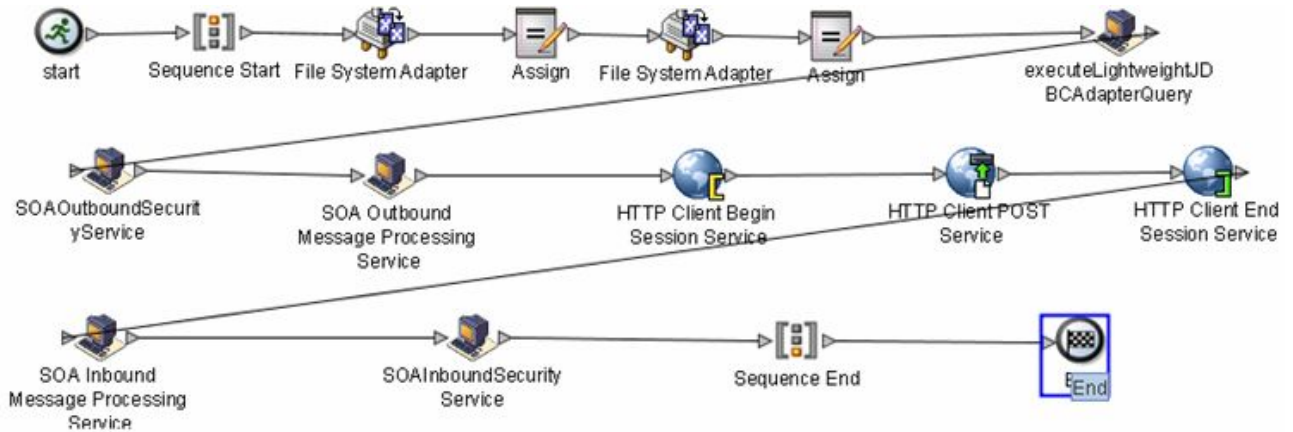 start
Sequence Start
File System Adapter
Assign
File System Adapter
Assign
executeLightweightJD
BCAdapterQuery
SOAOutboundSecurit
yService
SOA Outbound
Message Processing
Service
HTTP Client Begin
Session Service
HTTP Client POST
Service
HTTP Client End
Session Service
SOA Inbound
Message Processing
Service
SOAInboundSecurity
Service
Sequence End
End